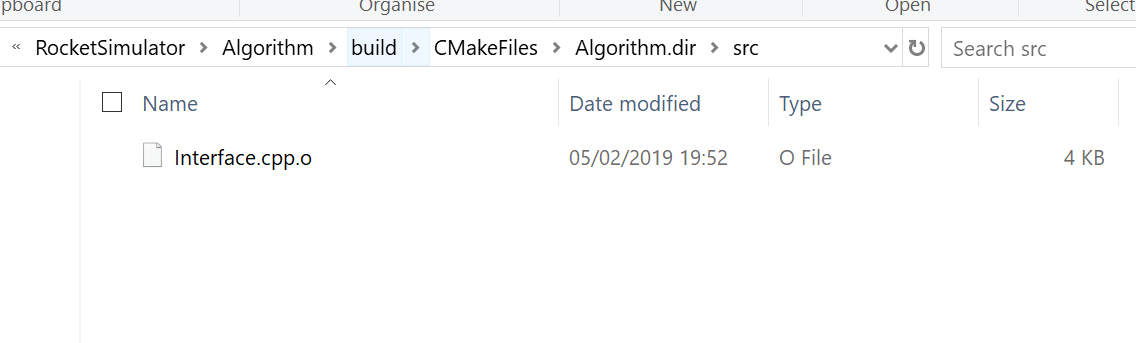 pboard Organise New Open Select
« RocketSimulator > Algorithm > build > CMakeFiles > Algorithm.dir > src Search src
Name Date modified Type Size
Interface.cpp.o 05/02/2019 19:52 O File 4 KB